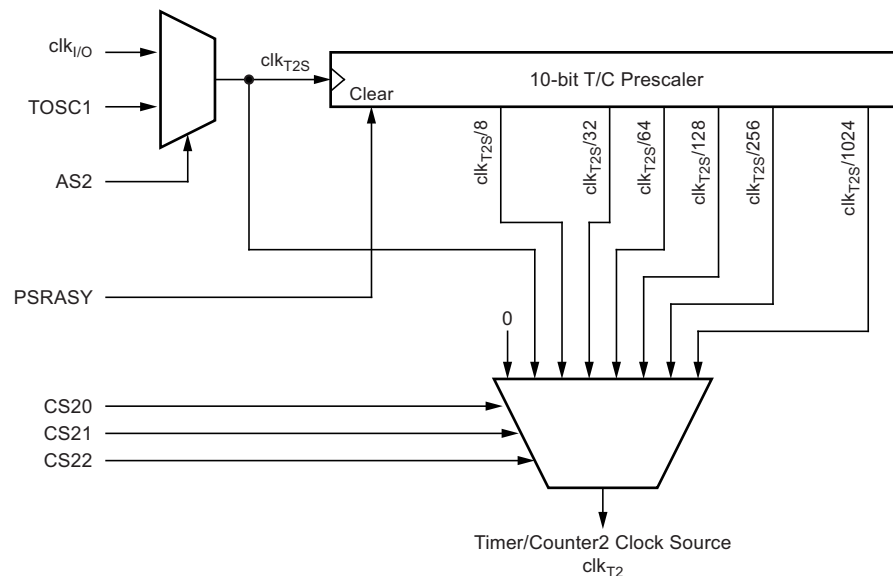 clkI/O
TOSC1
AS2
PSRASY
clkT2S
10-bit T/C Prescaler
Clear
clkT2S/8
clkT2S/32
clkT2S/64
clkT2S/128
clkT2S/256
clkT2S/1024
0
CS20
CS21
CS22
Timer/Counter2 Clock Source
clkT2